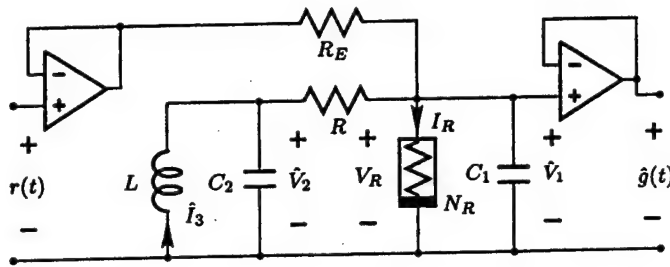 −
+
R_E
−
+
+
r(t)
−
L
Î_3
C_2
+
V̂_2
−
R
+
V_R
−
I_R
N_R
C_1
+
V̂_1
−
+
ĝ(t)
−